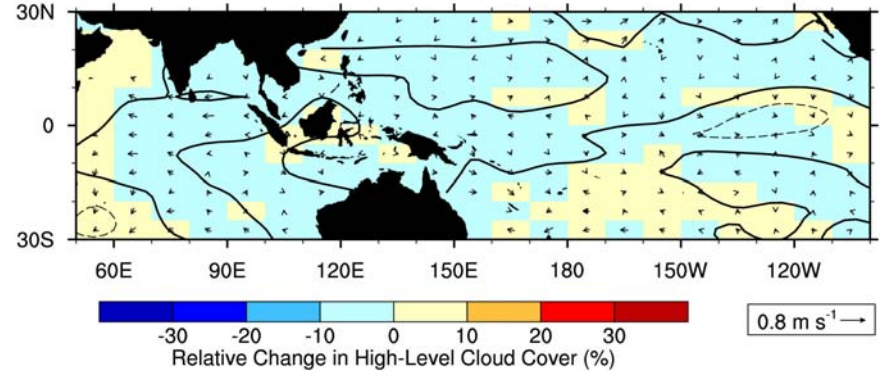 30N
0
30S
60E 90E 120E 150E 180 150W 120W
-30 -20 -10 0 10 20 30
0.8 m s⁻¹
Relative Change in High-Level Cloud Cover (%)